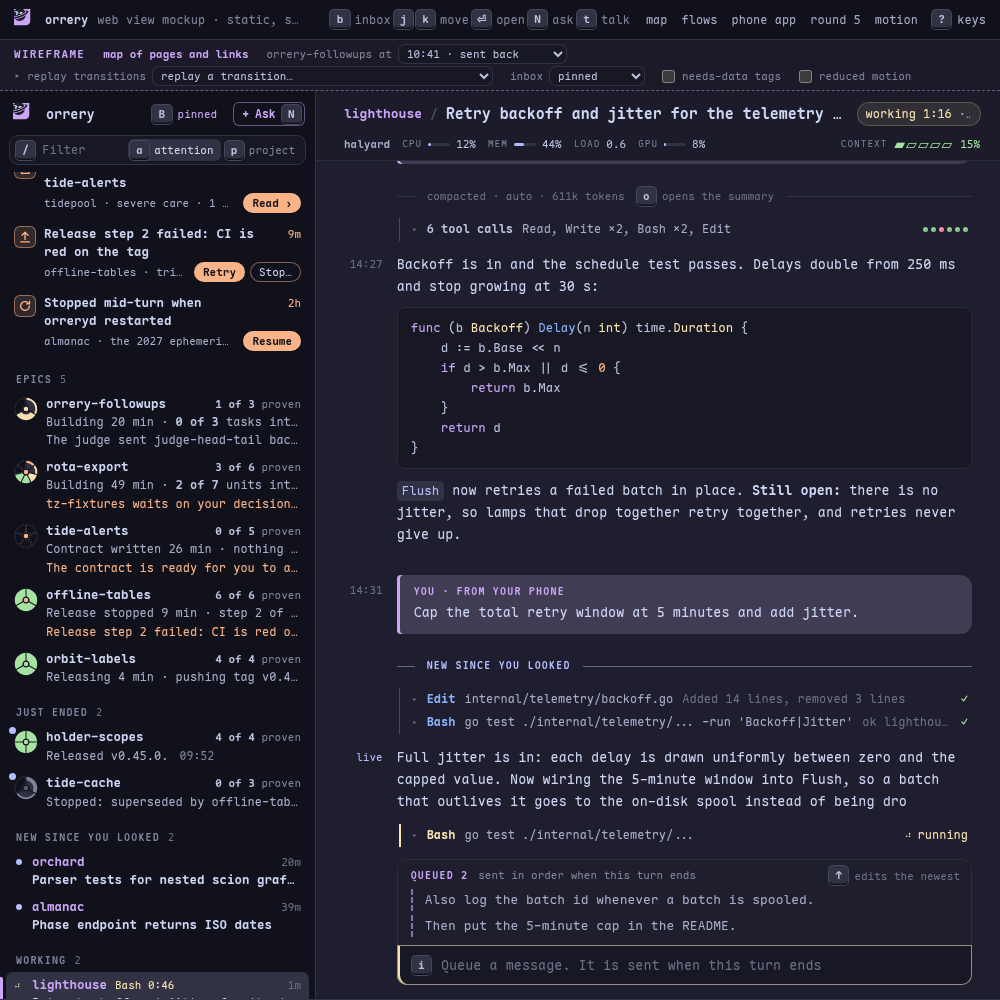 orrery web view mockup · static, s…
b inbox j k move ⏎ open N ask t talk map flows phone app round 5 motion ? keys
WIREFRAME map of pages and links orrery-followups at 10:41 · sent back
▸ replay transitions replay a transition… inbox pinned needs-data tags reduced motion
orrery B pinned + Ask N
/ Filter a attention p project
tide-alerts
tidepool · severe care · 1 … Read ›
Release step 2 failed: CI is red on the tag 9m
offline-tables · tri… Retry Stop…
Stopped mid-turn when orreryd restarted 2h
almanac · the 2027 ephemeri… Resume
EPICS 5
orrery-followups 1 of 3 proven
Building 20 min · 0 of 3 tasks int…
The judge sent judge-head-tail bac…
rota-export 3 of 6 proven
Building 49 min · 2 of 7 units int…
tz-fixtures waits on your decision…
tide-alerts 0 of 5 proven
Contract written 26 min · nothing …
The contract is ready for you to a…
offline-tables 6 of 6 proven
Release stopped 9 min · step 2 of …
Release step 2 failed: CI is red o…
orbit-labels 4 of 4 proven
Releasing 4 min · pushing tag v0.4…
JUST ENDED 2
holder-scopes 4 of 4 proven
Released v0.45.0. 09:52
tide-cache 0 of 3 proven
Stopped: superseded by offline-tab…
NEW SINCE YOU LOOKED 2
orchard 20m
Parser tests for nested scion graf…
almanac 39m
Phase endpoint returns ISO dates
WORKING 2
lighthouse Bash 0:46 1m
lighthouse / Retry backoff and jitter for the telemetry … working 1:16 ·…
halyard CPU 12% MEM 44% LOAD 0.6 GPU 8% CONTEXT 15%
compacted · auto · 611k tokens o opens the summary
▸ 6 tool calls Read, Write ×2, Bash ×2, Edit
14:27 Backoff is in and the schedule test passes. Delays double from 250 ms
and stop growing at 30 s:
func (b Backoff) Delay(n int) time.Duration {
d := b.Base << n
if d > b.Max || d <= 0 {
return b.Max
}
return d
}
Flush now retries a failed batch in place. Still open: there is no
jitter, so lamps that drop together retry together, and retries never
give up.
14:31 YOU · FROM YOUR PHONE
Cap the total retry window at 5 minutes and add jitter.
NEW SINCE YOU LOOKED
▸ Edit internal/telemetry/backoff.go Added 14 lines, removed 3 lines ✓
▸ Bash go test ./internal/telemetry/... -run 'Backoff|Jitter' ok lighthou… ✓
live Full jitter is in: each delay is drawn uniformly between zero and the
capped value. Now wiring the 5-minute window into Flush, so a batch
that outlives it goes to the on-disk spool instead of being dro
▸ Bash go test ./internal/telemetry/... running
QUEUED 2 sent in order when this turn ends ↑ edits the newest
Also log the batch id whenever a batch is spooled.
Then put the 5-minute cap in the README.
i Queue a message. It is sent when this turn ends